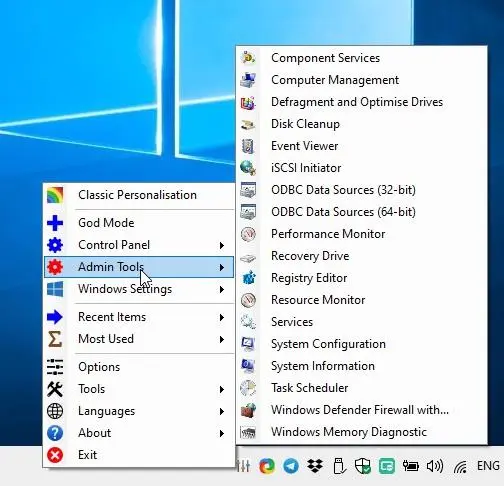 Classic Personalisation
God Mode
Control Panel
Admin Tools
Windows Settings
Recent Items
Most Used
Options
Tools
Languages
About
Exit
Component Services
Computer Management
Defragment and Optimise Drives
Disk Cleanup
Event Viewer
iSCSI Initiator
ODBC Data Sources (32-bit)
ODBC Data Sources (64-bit)
Performance Monitor
Recovery Drive
Registry Editor
Resource Monitor
Services
System Configuration
System Information
Task Scheduler
Windows Defender Firewall with...
Windows Memory Diagnostic
ENG